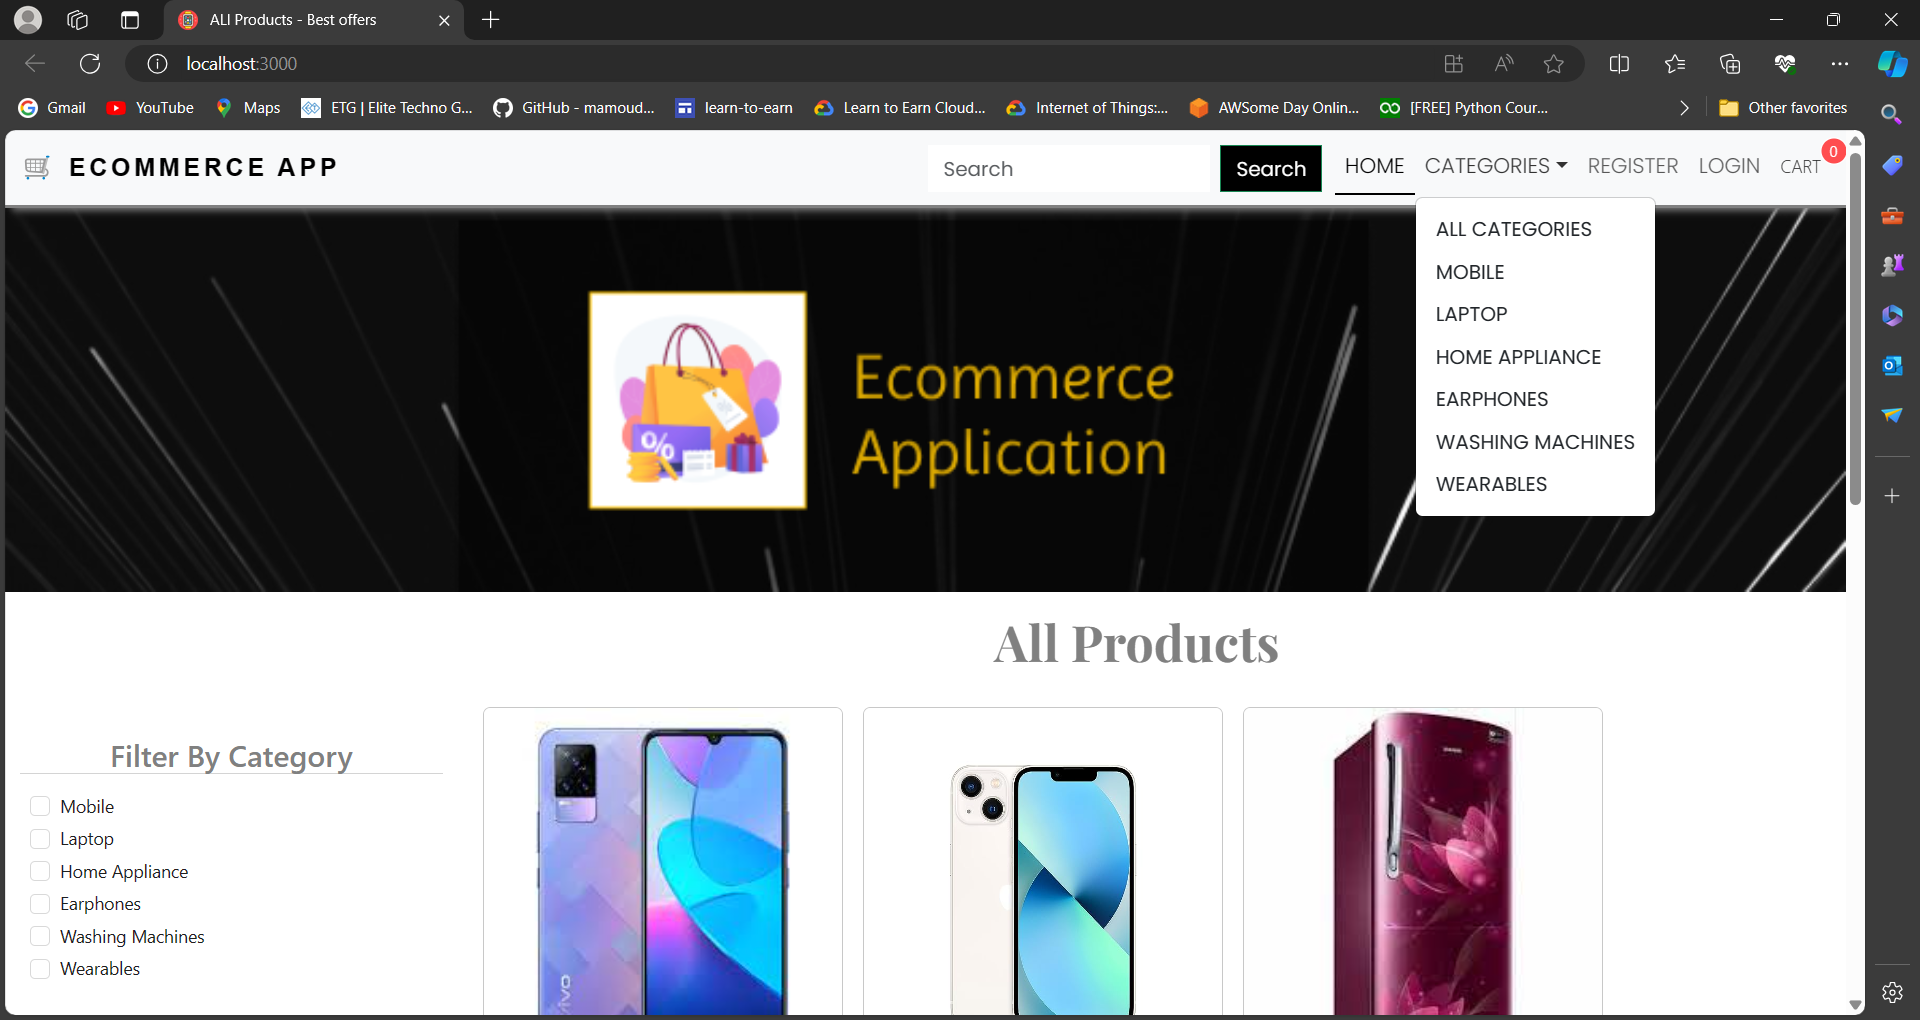 ALl Products - Best offers
localhost:3000
Gmail
YouTube
Maps
ETG | Elite Techno G...
GitHub - mamoud...
learn-to-earn
Learn to Earn Cloud...
Internet of Things:...
AWSome Day Onlin...
[FREE] Python Cour...
Other favorites
ECOMMERCE APP
Search
Search
HOME
CATEGORIES
REGISTER
LOGIN
CART
0
ALL CATEGORIES
MOBILE
LAPTOP
HOME APPLIANCE
EARPHONES
WASHING MACHINES
WEARABLES
%
Ecommerce
Application
All Products
Filter By Category
Mobile
Laptop
Home Appliance
Earphones
Washing Machines
Wearables
vivo
SAMSUNG